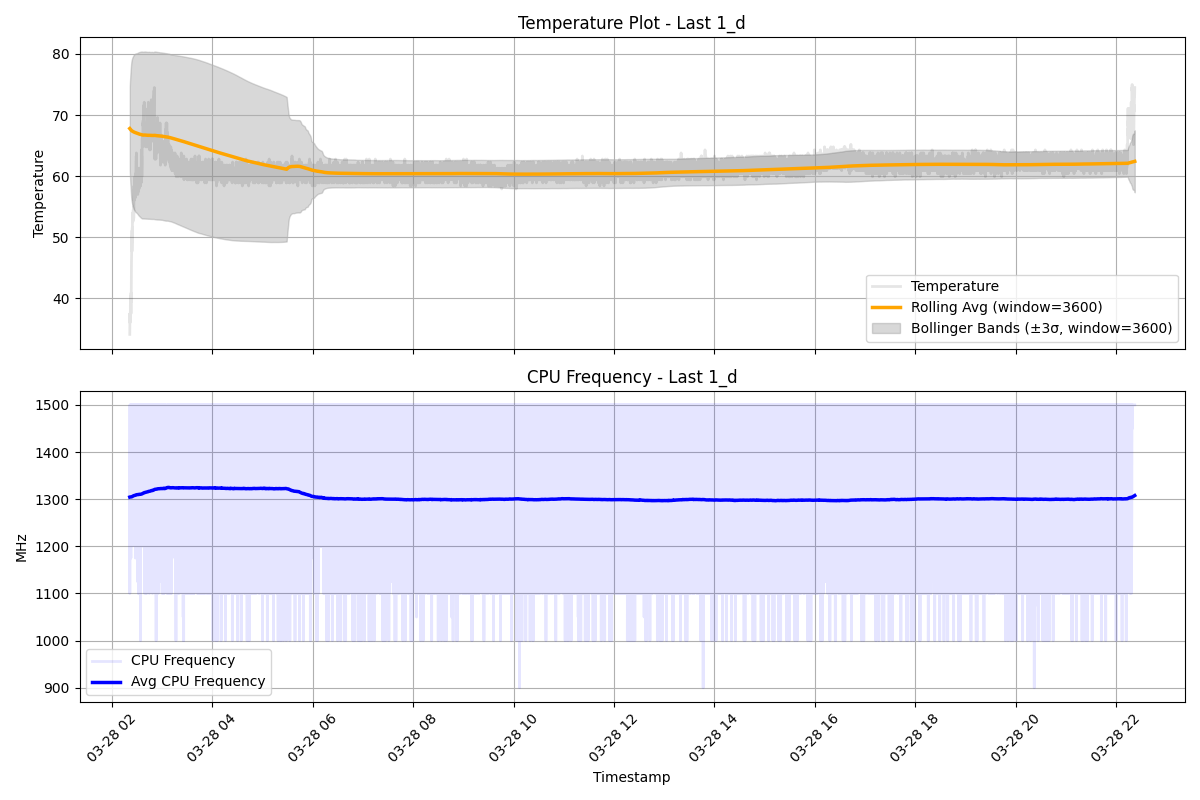 Temperature Plot - Last 1_d
80
70
60
50
40
Temperature
Temperature
Rolling Avg (window=3600)
Bollinger Bands (±3σ, window=3600)
CPU Frequency - Last 1_d
1500
1400
1300
1200
1100
1000
900
MHz
CPU Frequency
Avg CPU Frequency
03-28 02
03-28 04
03-28 06
03-28 08
03-28 10
03-28 12
03-28 14
03-28 16
03-28 18
03-28 20
03-28 22
Timestamp